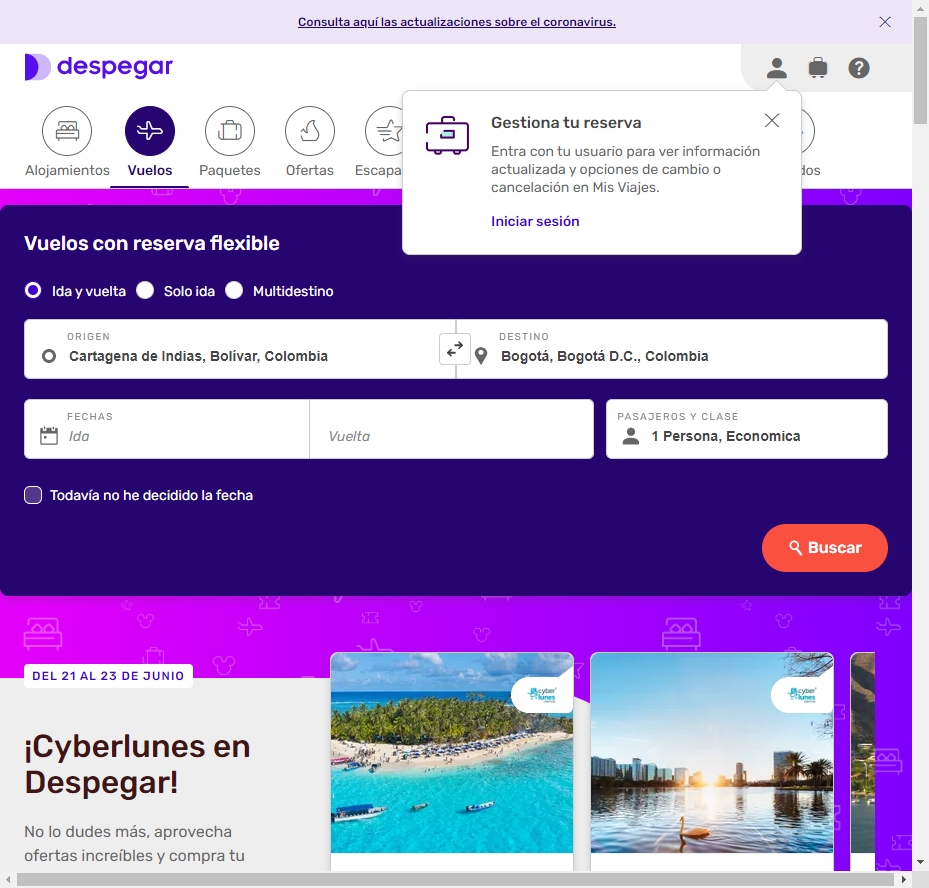 Consulta aquí las actualizaciones sobre el coronavirus.
despegar
Alojamientos
Vuelos
Paquetes
Ofertas
Escapa
dos
Gestiona tu reserva
Entra con tu usuario para ver información
actualizada y opciones de cambio o
cancelación en Mis Viajes.
Iniciar sesión
Vuelos con reserva flexible
Ida y vuelta
Solo ida
Multidestino
ORIGEN
Cartagena de Indias, Bolívar, Colombia
DESTINO
Bogotá, Bogotá D.C., Colombia
FECHAS
Ida
Vuelta
PASAJEROS Y CLASE
1 Persona, Economica
Todavía no he decidido la fecha
Buscar
DEL 21 AL 23 DE JUNIO
¡Cyberlunes en
Despegar!
No lo dudes más, aprovecha
ofertas increíbles y compra tu
cyber
lunes
cyber
lunes